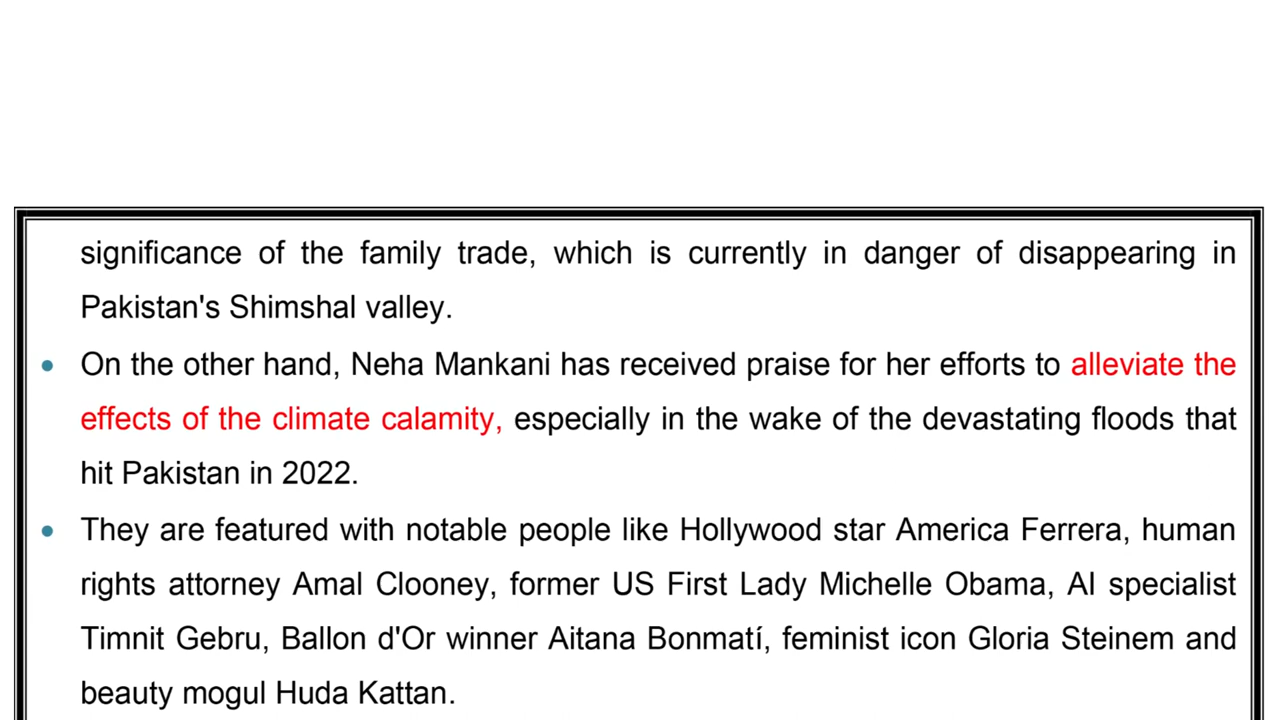 significance of the family trade, which is currently in danger of disappearing in
Pakistan's Shimshal valley.
• On the other hand, Neha Mankani has received praise for her efforts to alleviate the
effects of the climate calamity, especially in the wake of the devastating floods that
hit Pakistan in 2022.
• They are featured with notable people like Hollywood star America Ferrera, human
rights attorney Amal Clooney, former US First Lady Michelle Obama, AI specialist
Timnit Gebru, Ballon d'Or winner Aitana Bonmatí, feminist icon Gloria Steinem and
beauty mogul Huda Kattan.